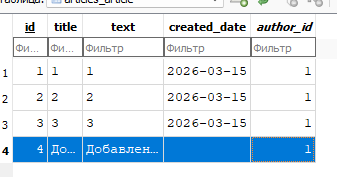 articles_article
id title text created_date author_id
Фи... Фи... Фильтр Фильтр Фильтр
1 1 1 1 2026-03-15 1
2 2 2 2 2026-03-15 1
3 3 3 3 2026-03-15 1
4 4 До... Добавлен... 1